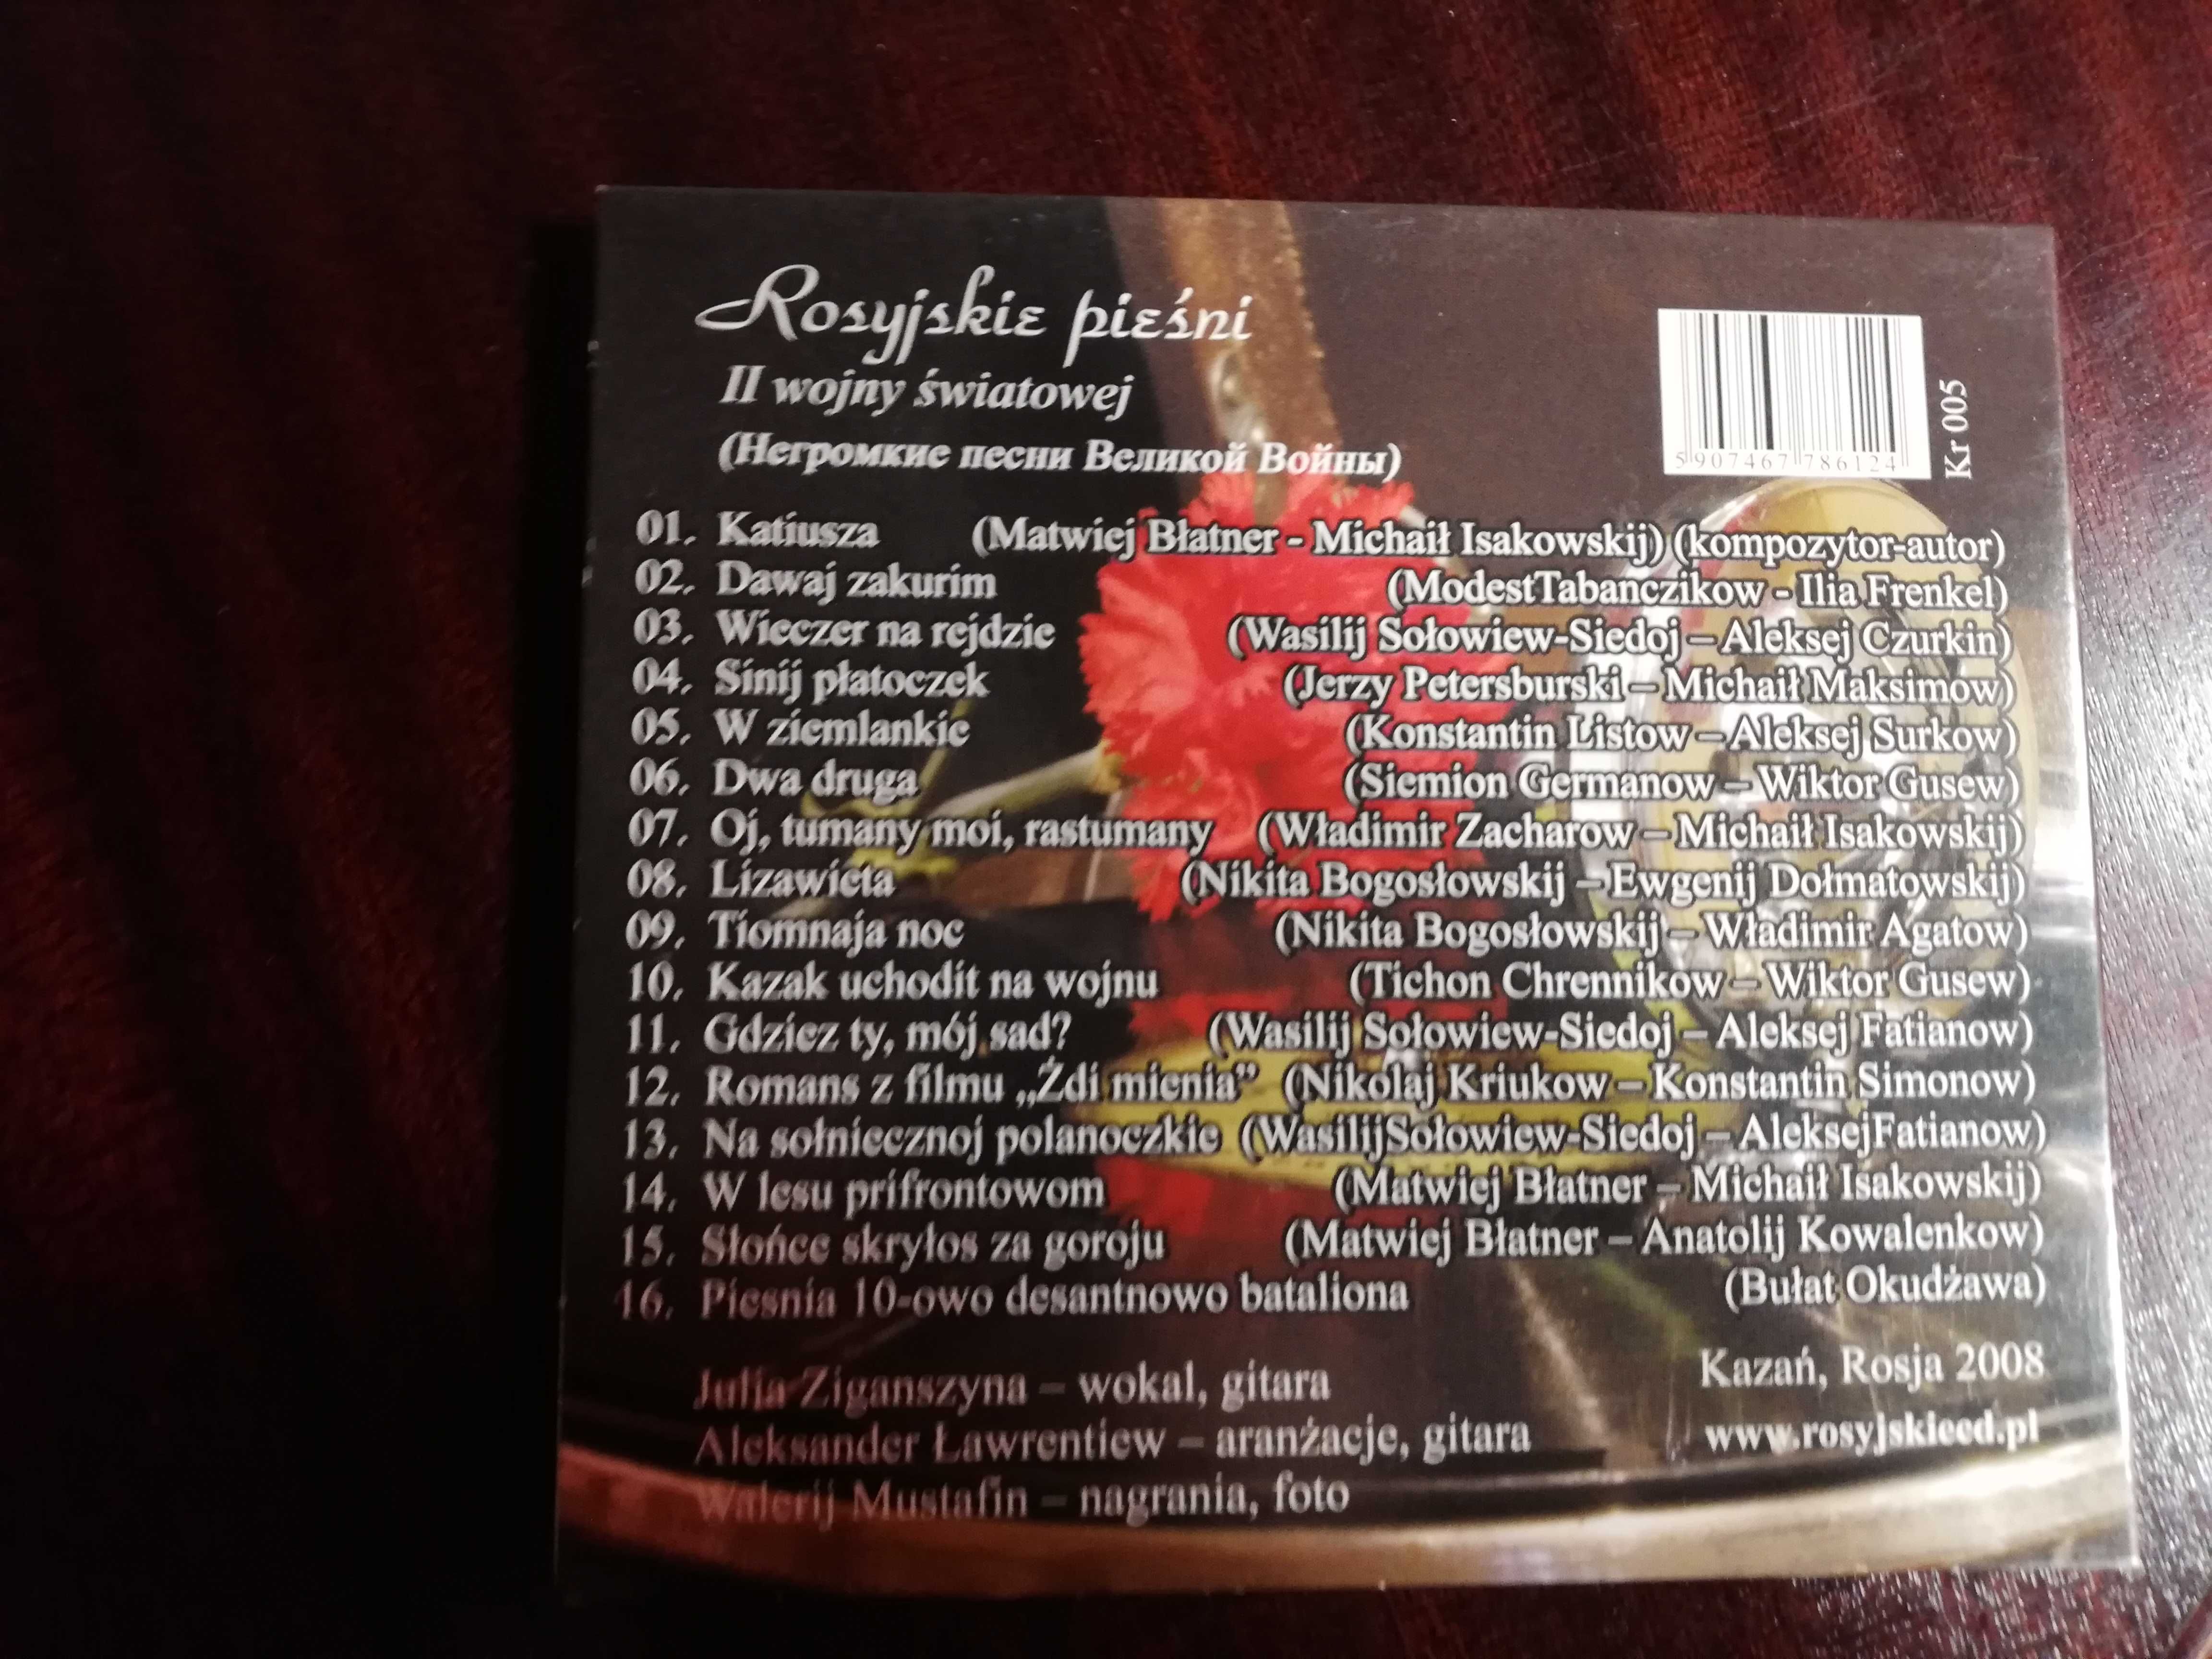 Rosyjskie pieśni
II wojny światowej
(Негромкие песни Великой Войны)
5 907467 786124
Kr 005
01. Katiusza (Matwiej Błatner - Michaił Isakowskij) (kompozytor-autor)
02. Dawaj zakurim (ModestTabanczikow - Ilia Frenkel)
03. Wieczer na rejdzie (Wasilij Sołowiew-Siedoj – Aleksej Czurkin)
04. Sinij płatoczek (Jerzy Petersburski – Michaił Maksimow)
05. W ziemlankie (Konstantin Listow – Aleksej Surkow)
06. Dwa druga (Siemion Germanow – Wiktor Gusew)
07. Oj, tumany moi, rastumany (Władimir Zacharow – Michaił Isakowskij)
08. Lizawieta (Nikita Bogosłowskij – Ewgenij Dołmatowskij)
09. Tiomnaja noc (Nikita Bogosłowskij – Władimir Agatow)
10. Kazak uchodit na wojnu (Tichon Chrennikow – Wiktor Gusew)
11. Gdzież ty, mój sad? (Wasilij Sołowiew-Siedoj – Aleksej Fatianow)
12. Romans z filmu „Żdi mienia” (Nikolaj Kriukow – Konstantin Simonow)
13. Na sołniecznoj polanoczkie (WasilijSołowiew-Siedoj – AleksejFatianow)
14. W lesu prifrontowom (Matwiej Błatner – Michaił Isakowskij)
15. Słońce skryłos za goroju (Matwiej Błatner – Anatolij Kowalenkow)
16. Piesnia 10-owo desantnowo bataliona (Bułat Okudżawa)
Julia Ziganszyna – wokal, gitara
Aleksander Ławrentiew – aranżacje, gitara
Walerij Mustafin – nagrania, foto
Kazań, Rosja 2008
www.rosyjskiecd.pl